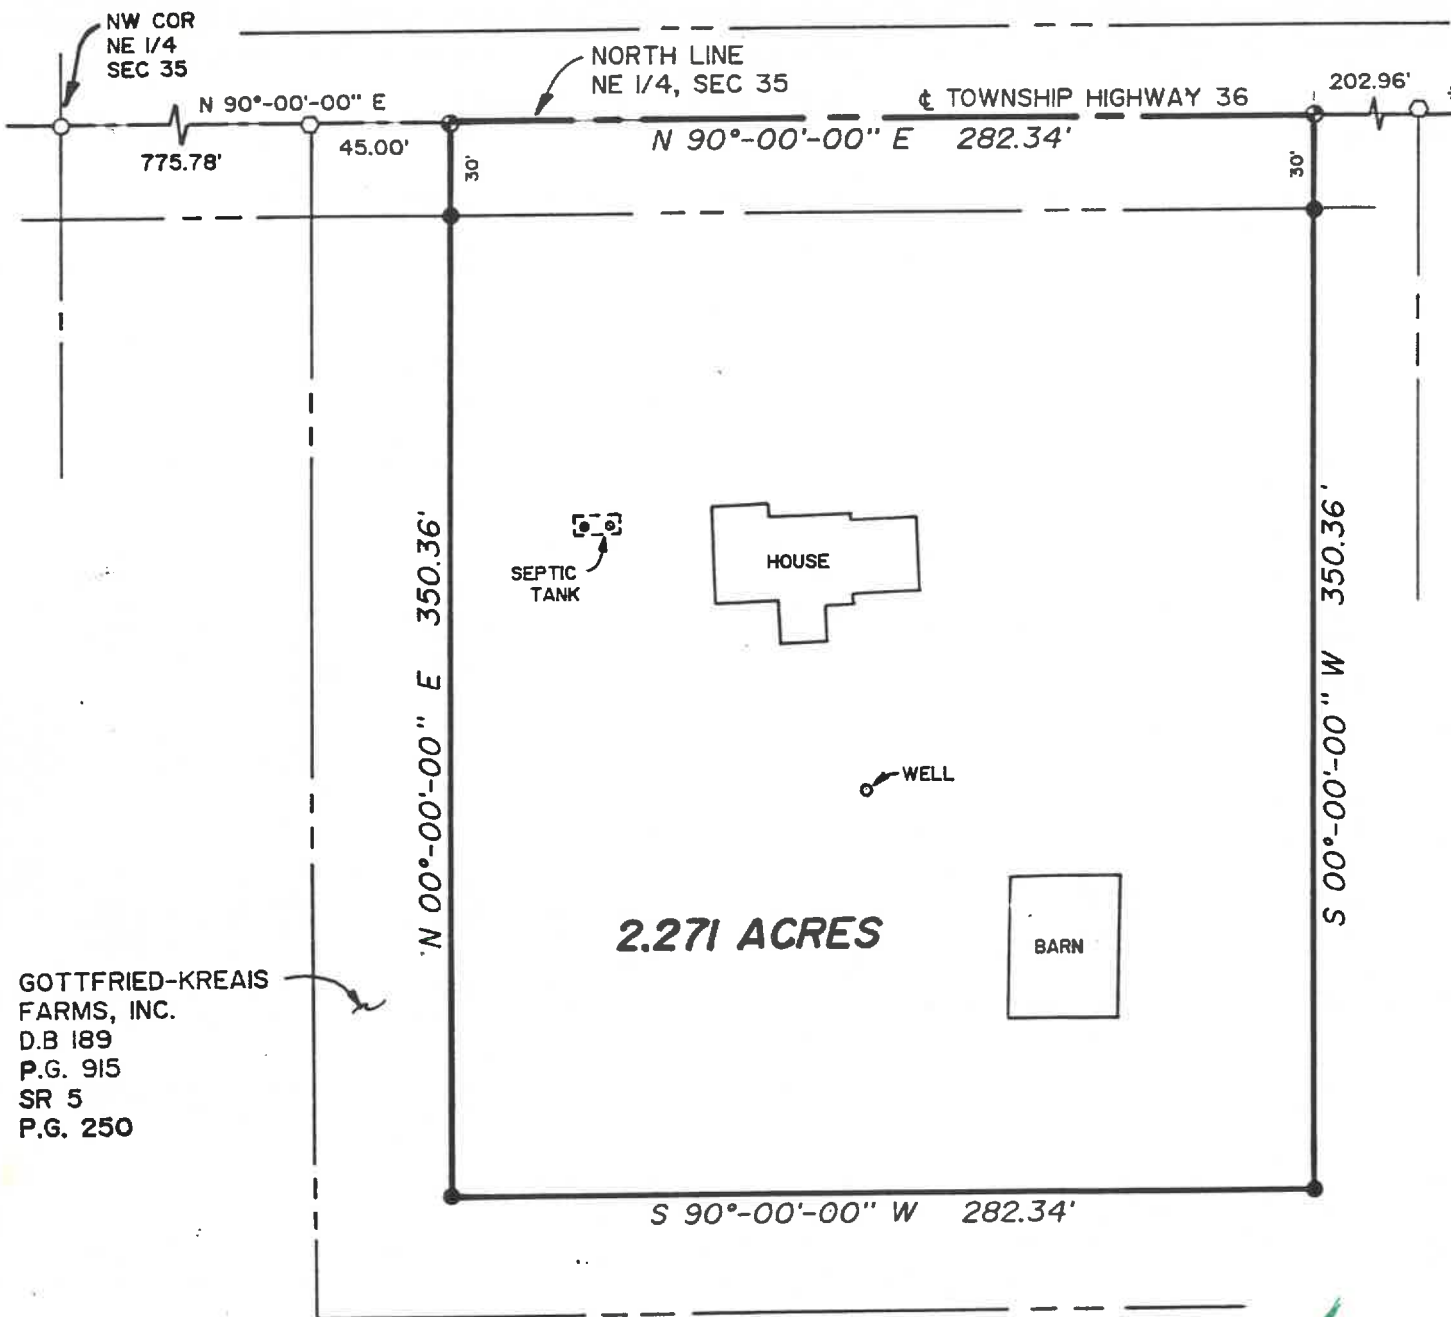 NW COR
NE 1/4
SEC 35
NORTH LINE
NE 1/4, SEC 35
N 90°-00'-00" E
775.78'
45.00'
℄ TOWNSHIP HIGHWAY 36
202.96'
N 90°-00'-00" E 282.34'
30'
30'
N 00°-00'-00" E 350.36'
S 00°-00'-00" W 350.36'
SEPTIC
TANK
HOUSE
WELL
2.271 ACRES
BARN
GOTTFRIED-KREAIS
FARMS, INC.
D.B 189
P.G. 915
SR 5
P.G. 250
S 90°-00'-00" W 282.34'